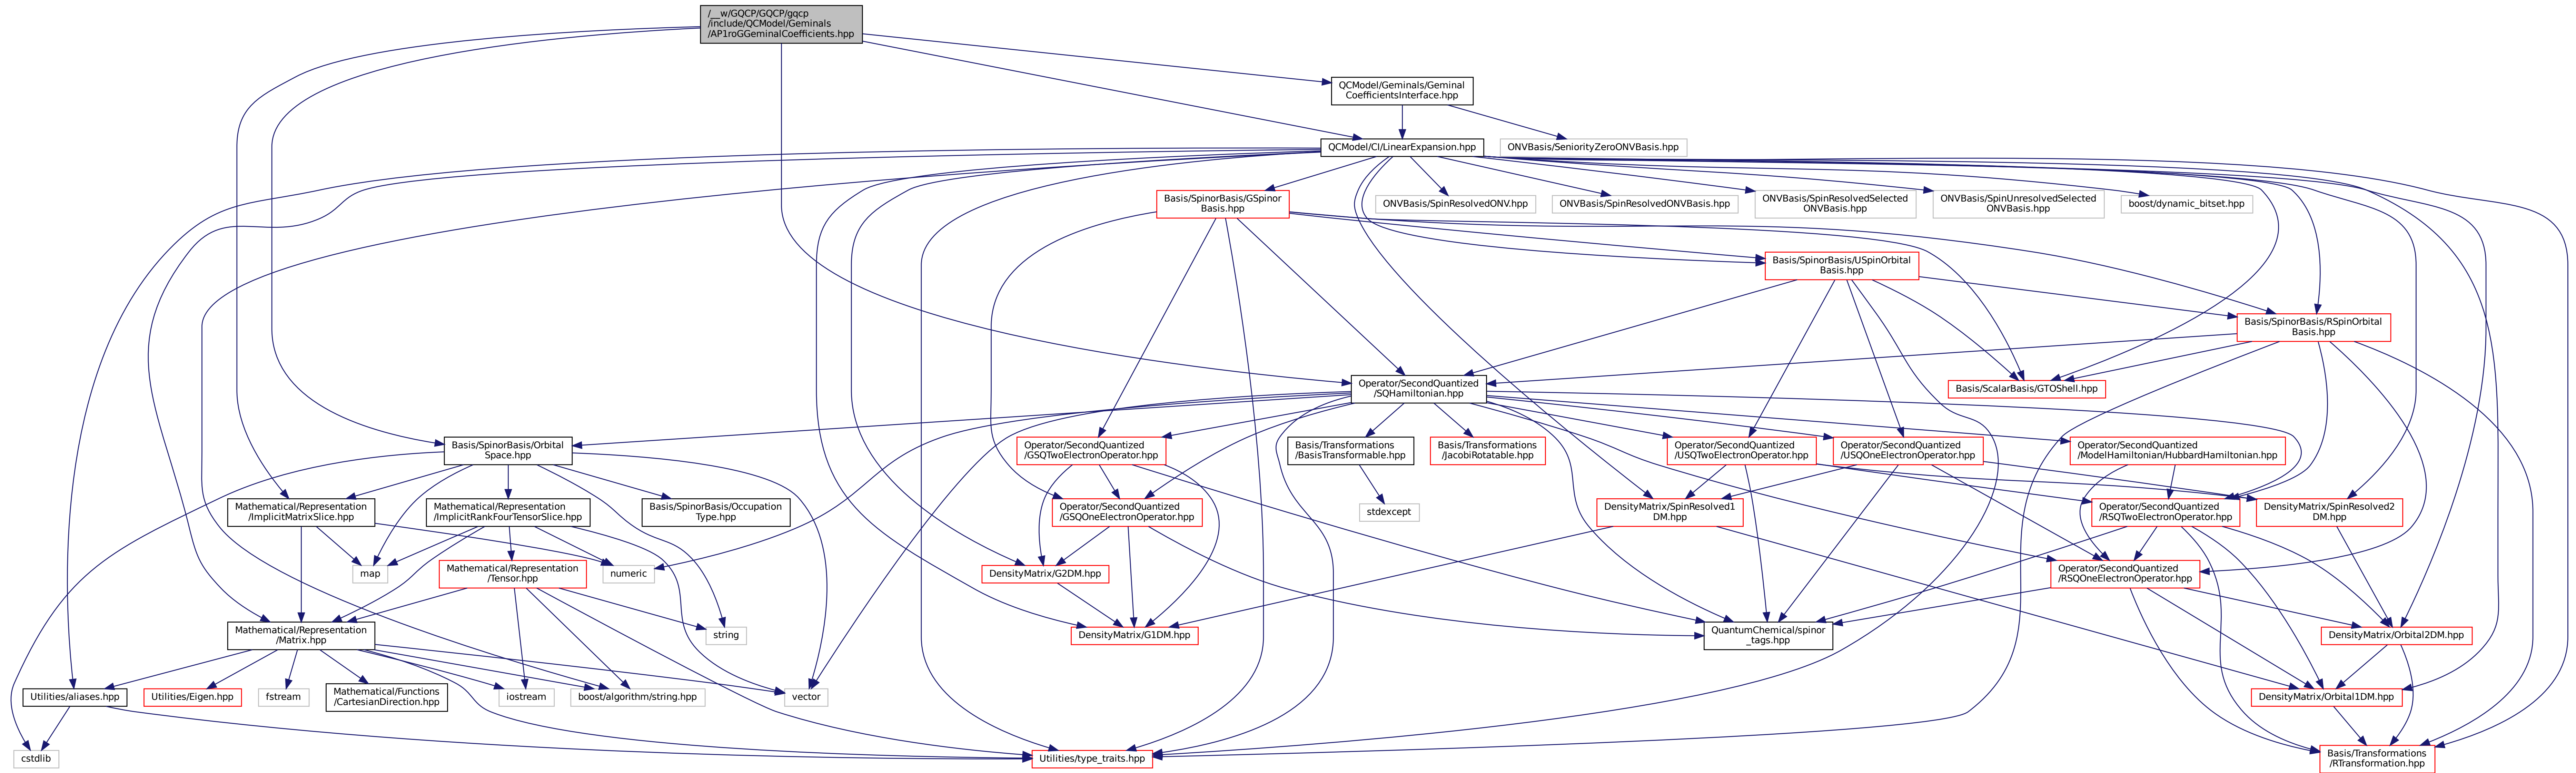 /__w/GQCP/GQCP/gqcp
/include/QCModel/Geminals
/AP1roGGeminalCoefficients.hpp
QCModel/Geminals/Geminal
CoefficientsInterface.hpp
QCModel/CI/LinearExpansion.hpp
ONVBasis/SeniorityZeroONVBasis.hpp
Basis/SpinorBasis/GSpinor
Basis.hpp
ONVBasis/SpinResolvedONV.hpp
ONVBasis/SpinResolvedONVBasis.hpp
ONVBasis/SpinResolvedSelected
ONVBasis.hpp
ONVBasis/SpinUnresolvedSelected
ONVBasis.hpp
boost/dynamic_bitset.hpp
Basis/SpinorBasis/USpinOrbital
Basis.hpp
Basis/SpinorBasis/RSpinOrbital
Basis.hpp
Operator/SecondQuantized
/SQHamiltonian.hpp
Basis/ScalarBasis/GTOShell.hpp
Basis/SpinorBasis/Orbital
Space.hpp
Operator/SecondQuantized
/GSQTwoElectronOperator.hpp
Basis/Transformations
/BasisTransformable.hpp
Basis/Transformations
/JacobiRotatable.hpp
Operator/SecondQuantized
/USQTwoElectronOperator.hpp
Operator/SecondQuantized
/USQOneElectronOperator.hpp
Operator/SecondQuantized
/ModelHamiltonian/HubbardHamiltonian.hpp
Mathematical/Representation
/ImplicitMatrixSlice.hpp
Mathematical/Representation
/ImplicitRankFourTensorSlice.hpp
Basis/SpinorBasis/Occupation
Type.hpp
Operator/SecondQuantized
/GSQOneElectronOperator.hpp
stdexcept
DensityMatrix/SpinResolved1
DM.hpp
Operator/SecondQuantized
/RSQTwoElectronOperator.hpp
DensityMatrix/SpinResolved2
DM.hpp
map
Mathematical/Representation
/Tensor.hpp
numeric
DensityMatrix/G2DM.hpp
Operator/SecondQuantized
/RSQOneElectronOperator.hpp
Mathematical/Representation
/Matrix.hpp
string
DensityMatrix/G1DM.hpp
QuantumChemical/spinor
_tags.hpp
DensityMatrix/Orbital2DM.hpp
Utilities/aliases.hpp
Utilities/Eigen.hpp
fstream
Mathematical/Functions
/CartesianDirection.hpp
iostream
boost/algorithm/string.hpp
vector
DensityMatrix/Orbital1DM.hpp
cstdlib
Utilities/type_traits.hpp
Basis/Transformations
/RTransformation.hpp